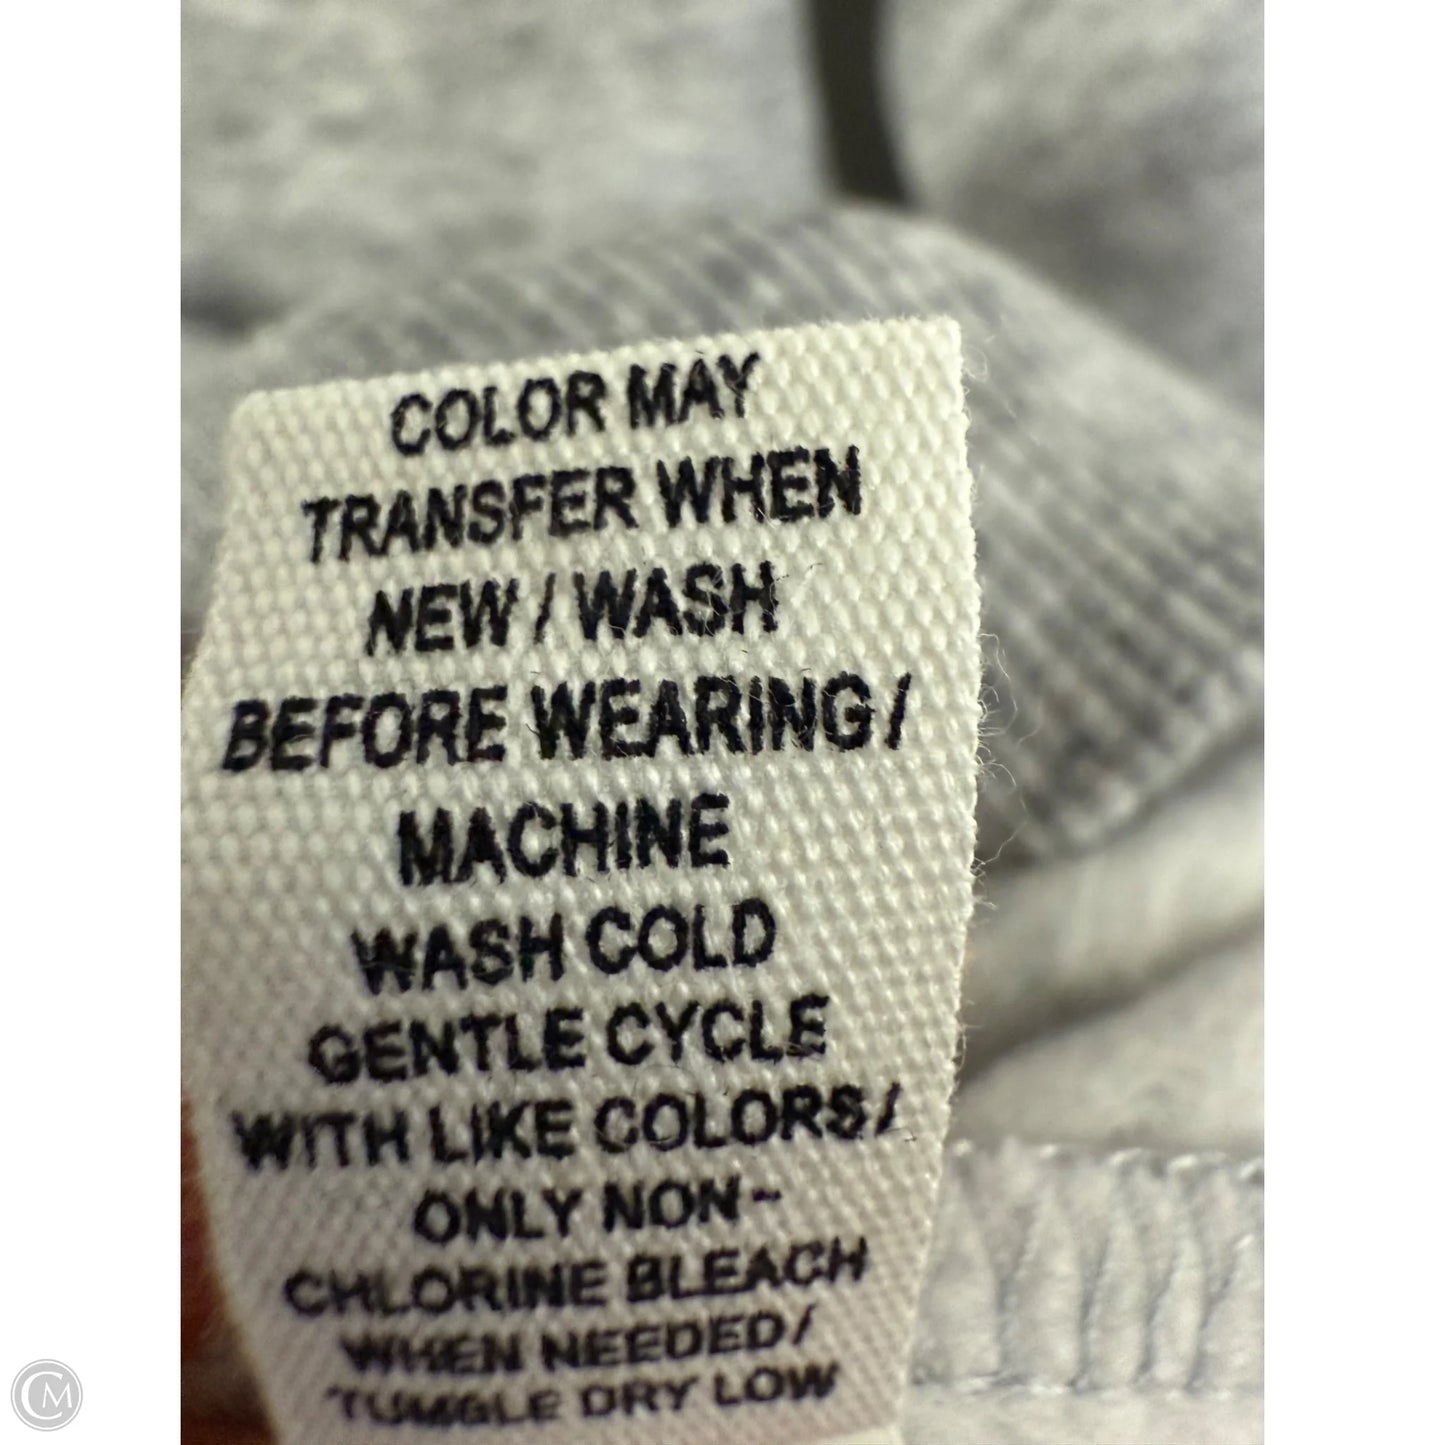 COLOR MAY
TRANSFER WHEN
NEW / WASH
BEFORE WEARING /
MACHINE
WASH COLD
GENTLE CYCLE
WITH LIKE COLORS /
ONLY NON-
CHLORINE BLEACH
WHEN NEEDED /
TUMBLE DRY LOW
CM